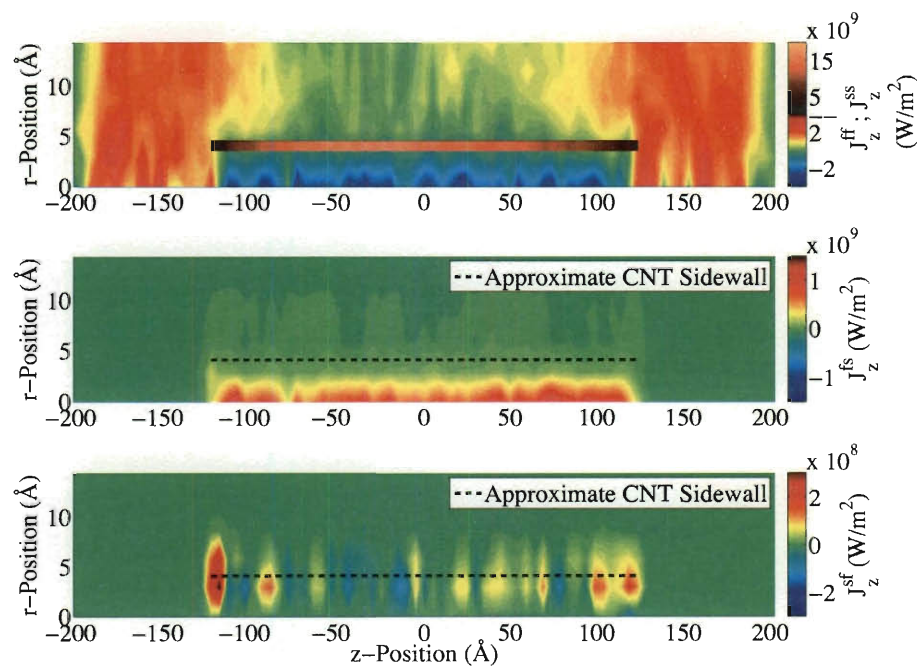 x 10^9
r−Position (Å)
10
5
0
−200 −150 −100 −50 0 50 100 150 200
15
5
2
−2
J_z^ff ; J_z^ss
(W/m^2)
x 10^9
r−Position (Å)
10
5
0
−200 −150 −100 −50 0 50 100 150 200
Approximate CNT Sidewall
1
0
−1
J_z^fs (W/m^2)
x 10^8
r−Position (Å)
10
5
0
−200 −150 −100 −50 0 50 100 150 200
Approximate CNT Sidewall
2
0
−2
J_z^sf (W/m^2)
z−Position (Å)